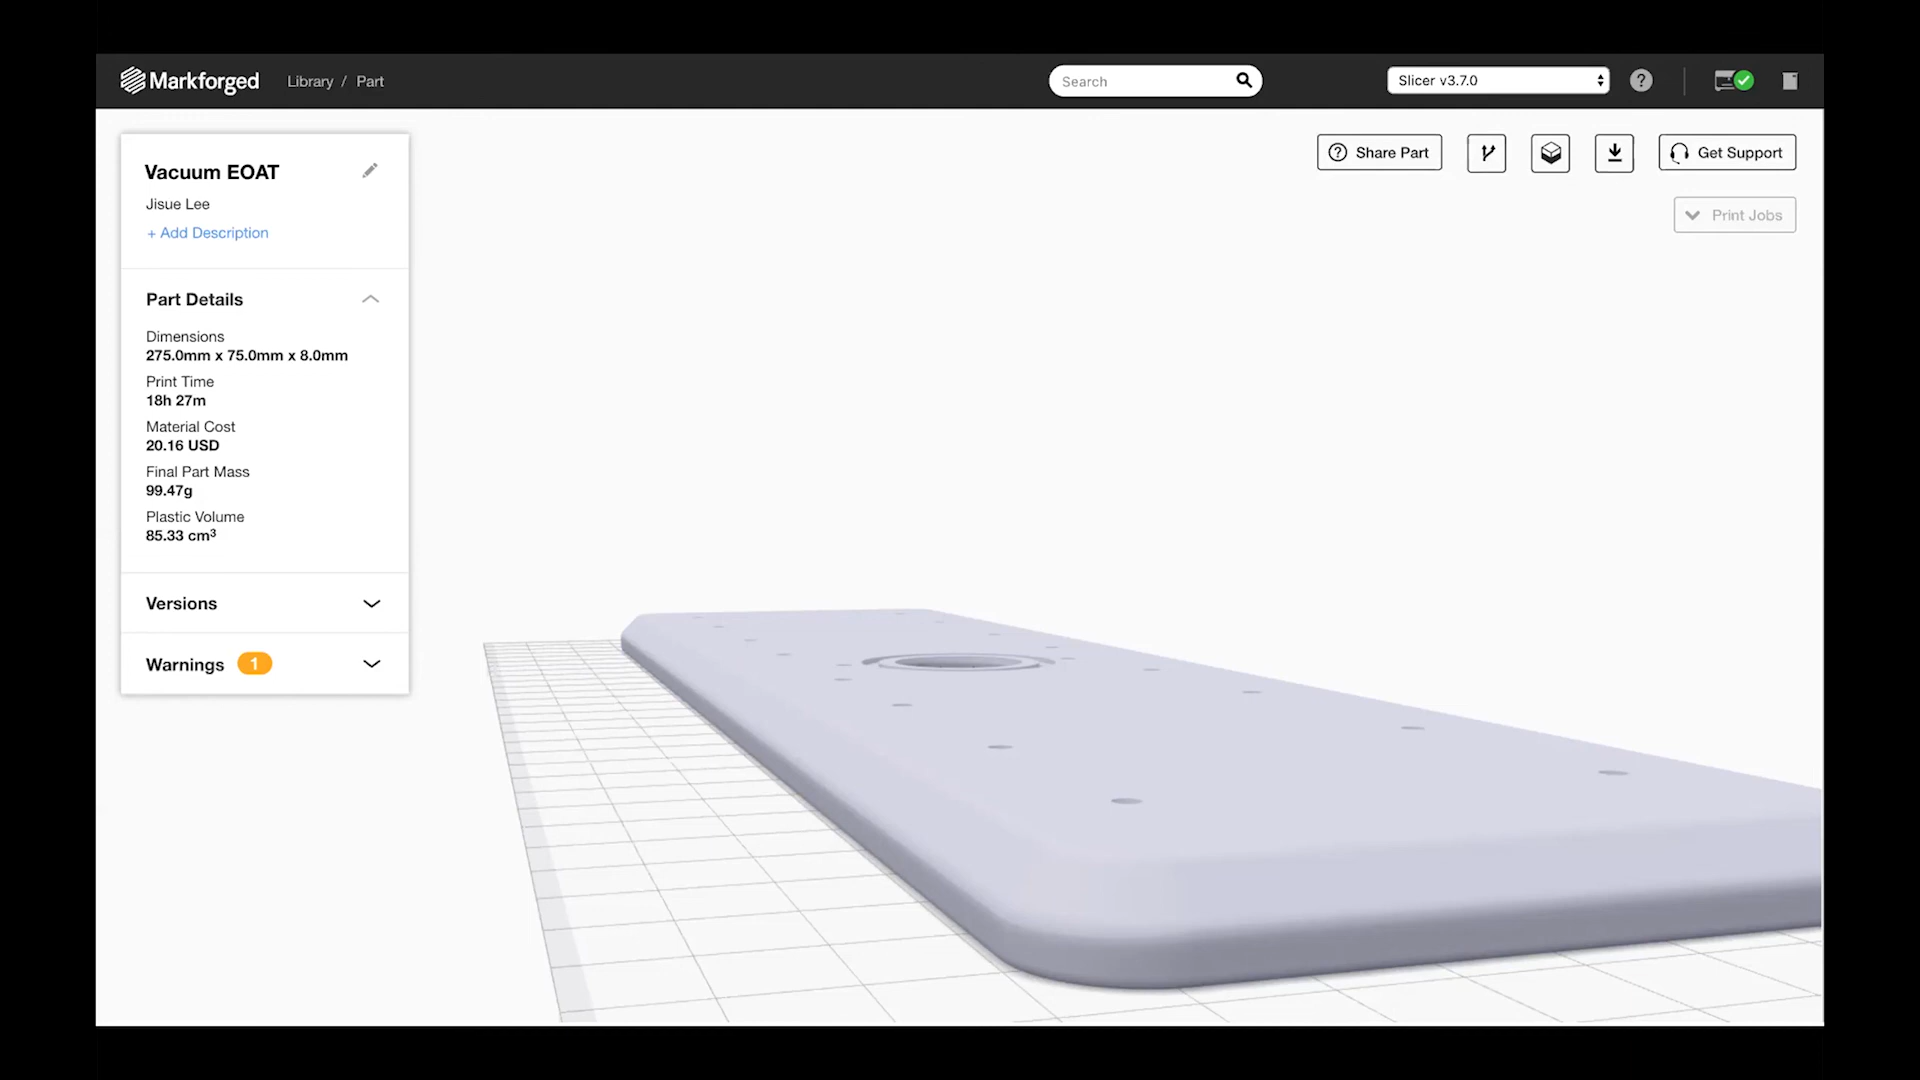 Markforged Library / Part Search Slicer v3.7.0 ?
Share Part Get Support
Print Jobs
Vacuum EOAT
Jisue Lee
+ Add Description
Part Details
Dimensions
275.0mm x 75.0mm x 8.0mm
Print Time
18h 27m
Material Cost
20.16 USD
Final Part Mass
99.47g
Plastic Volume
85.33 cm³
Versions
Warnings 1